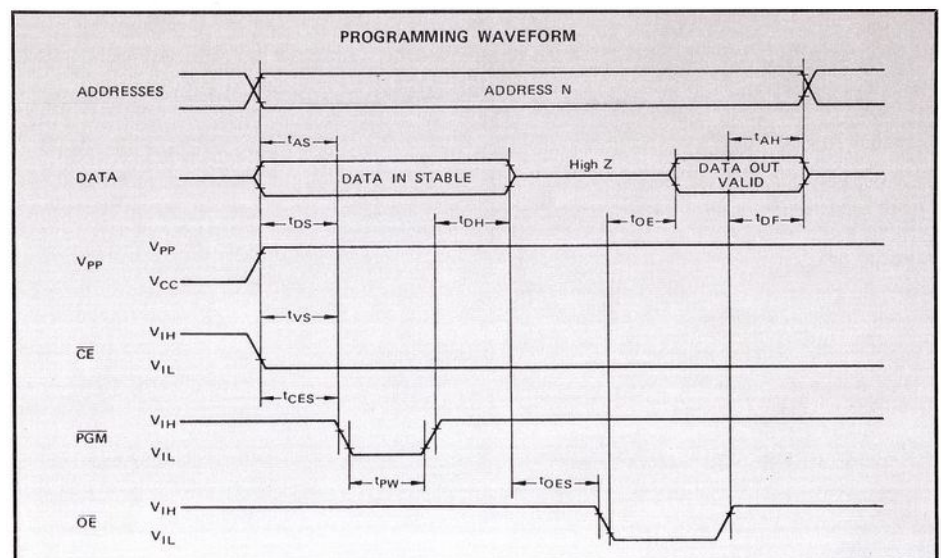 PROGRAMMING WAVEFORM
ADDRESSES
ADDRESS N
tAS
tAH
DATA
DATA IN STABLE
High Z
DATA OUT
VALID
tDS
tDH
tOE
tDF
VPP
VPP
VCC
tVS
CE
VIH
VIL
tCES
PGM
VIH
VIL
tPW
tOES
OE
VIH
VIL